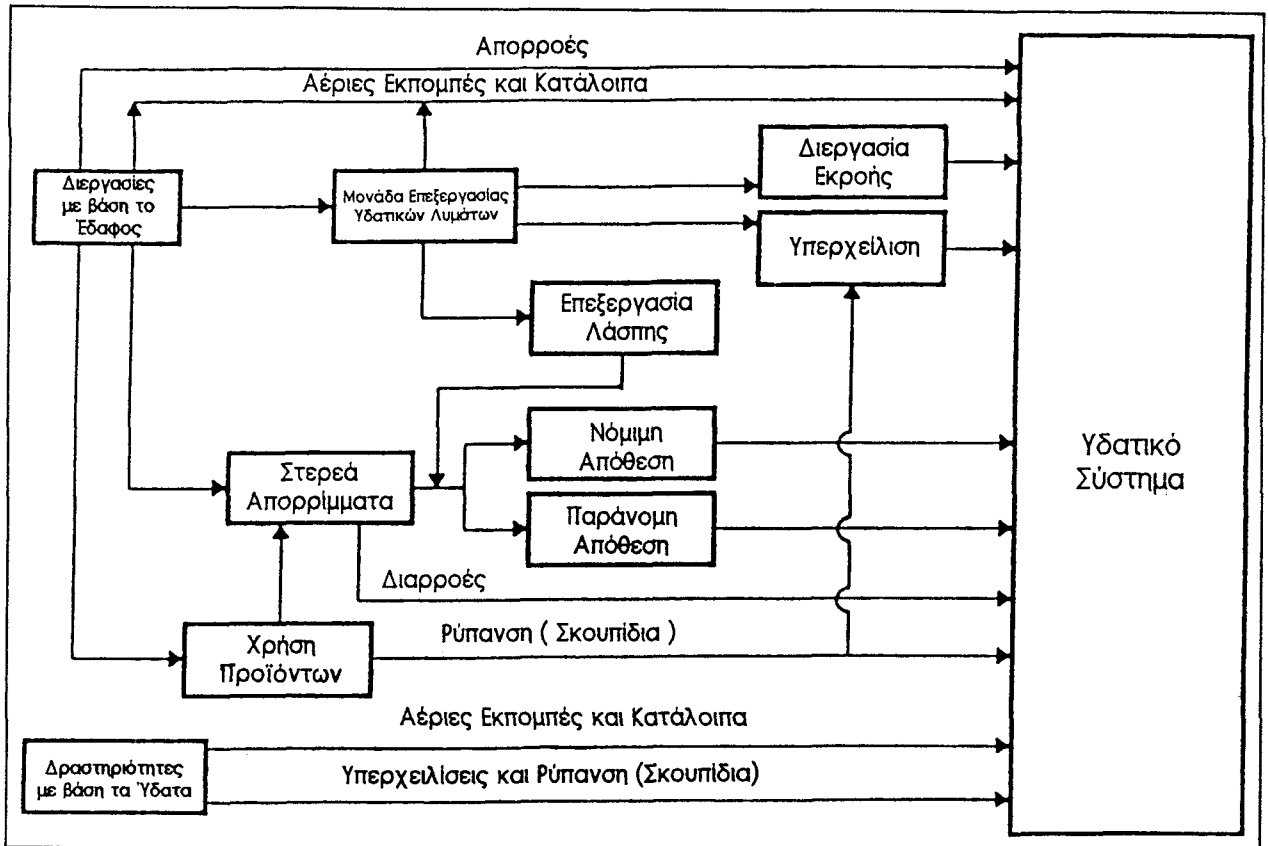 Απορροές
Αέριες Εκπομπές και Κατάλοιπα
Διεργασίες
με βάση το
Έδαφος
Μονάδα Επεξεργασίας
Υδατικών Λυμάτων
Διεργασία
Εκροής
Υπερχείλιση
Επεξεργασία
Λάσπης
Νόμιμη
Απόθεση
Στερεά
Απορρίμματα
Παράνομη
Απόθεση
Υδατικό
Σύστημα
Διαρροές
Χρήση
Προϊόντων
Ρύπανση ( Σκουπίδια )
Αέριες Εκπομπές και Κατάλοιπα
Δραστηριότητες
με βάση τα Ύδατα
Υπερχειλίσεις και Ρύπανση (Σκουπίδια)